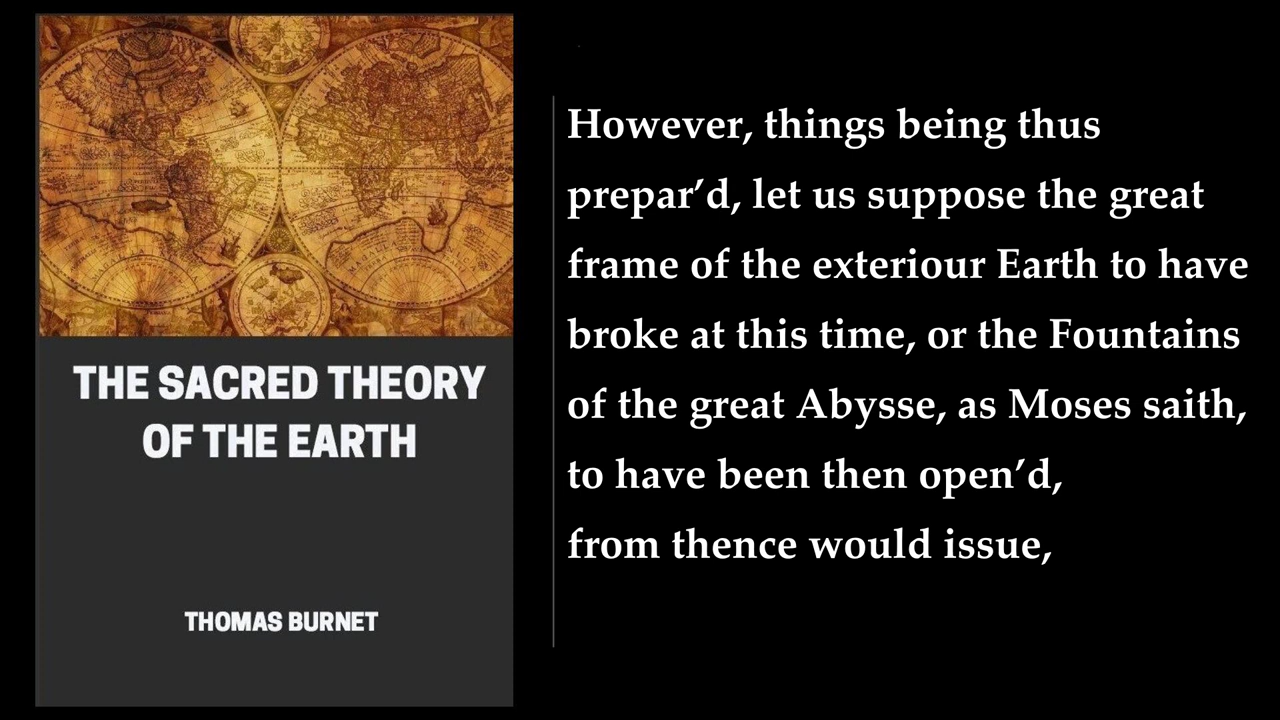 THE SACRED THEORY
OF THE EARTH
THOMAS BURNET
However, things being thus
prepar’d, let us suppose the great
frame of the exteriour Earth to have
broke at this time, or the Fountains
of the great Abysse, as Moses saith,
to have been then open’d,
from thence would issue,